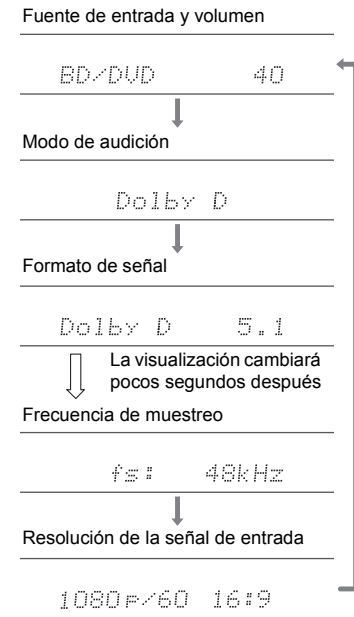 Fuente de entrada y volumen
BD/DVD 40
Modo de audición
Dolby D
Formato de señal
Dolby D 5.1
La visualización cambiará
pocos segundos después
Frecuencia de muestreo
fs: 48kHz
Resolución de la señal de entrada
1080p/60 16:9